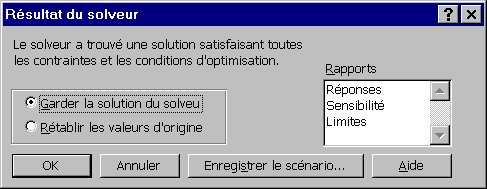 Résultat du solveur
Le solveur a trouvé une solution satisfaisant toutes
les contraintes et les conditions d'optimisation.
Rapports
Garder la solution du solveu
Rétablir les valeurs d'origine
Réponses
Sensibilité
Limites
OK
Annuler
Enregistrer le scénario...
Aide